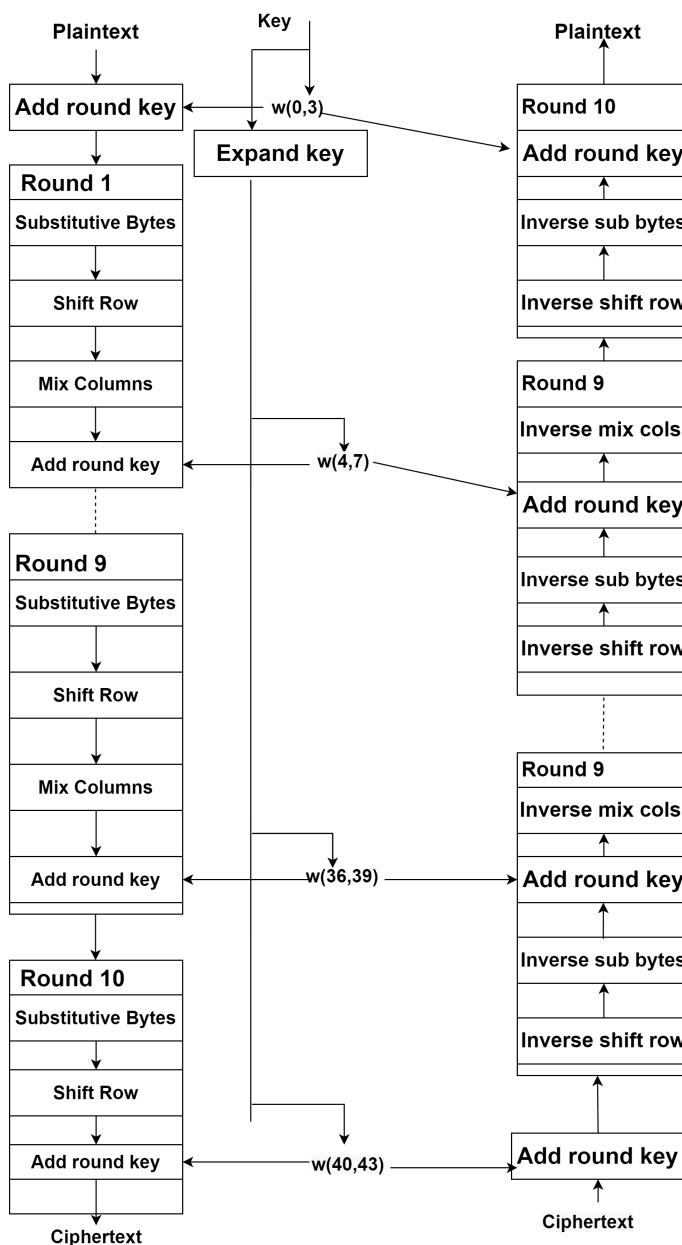 Plaintext
Add round key
Round 1
Substitutive Bytes
Shift Row
Mix Columns
Add round key
Round 9
Substitutive Bytes
Shift Row
Mix Columns
Add round key
Round 10
Substitutive Bytes
Shift Row
Add round key
Ciphertext
Key
w(0,3)
Expand key
w(4,7)
w(36,39)
w(40,43)
Plaintext
Round 10
Add round key
Inverse sub bytes
Inverse shift row
Round 9
Inverse mix cols
Add round key
Inverse sub bytes
Inverse shift row
Round 9
Inverse mix cols
Add round key
Inverse sub bytes
Inverse shift row
Add round key
Ciphertext